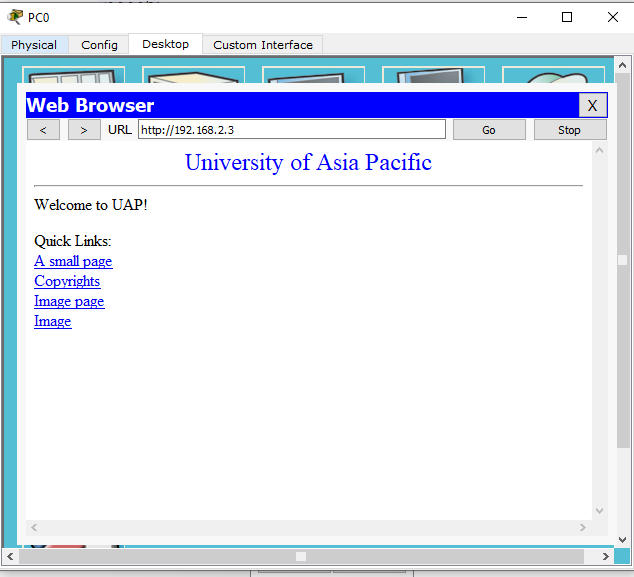 PC0
Physical Config Desktop Custom Interface
Web Browser X
< > URL http://192.168.2.3 Go Stop
University of Asia Pacific
Welcome to UAP!
Quick Links:
A small page
Copyrights
Image page
Image